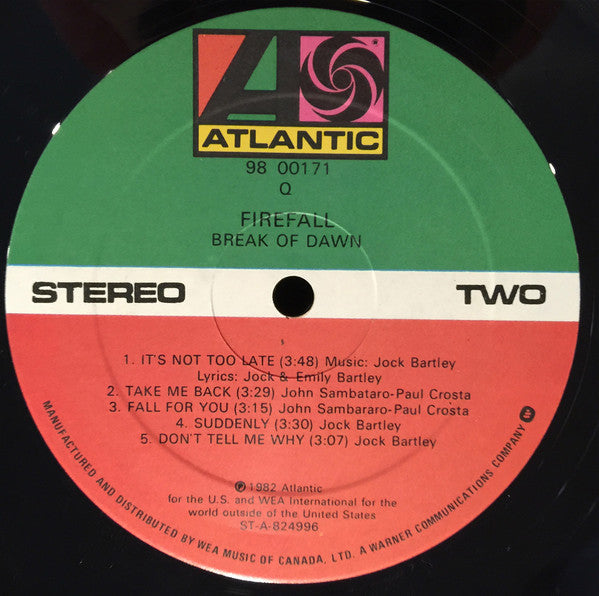 ATLANTIC
98 00171
Q
FIREFALL
BREAK OF DAWN
STEREO TWO
1. IT'S NOT TOO LATE (3:48) Music: Jock Bartley
Lyrics: Jock & Emily Bartley
2. TAKE ME BACK (3:29) John Sambataro-Paul Crosta
3. FALL FOR YOU (3:15) John Sambararo-Paul Crosta
4. SUDDENLY (3:30) Jock Bartley
5. DON'T TELL ME WHY (3:07) Jock Bartley
℗ 1982 Atlantic
for the U.S. and WEA International for the
world outside of the United States
ST-A-824996
MANUFACTURED AND DISTRIBUTED BY WEA MUSIC OF CANADA, LTD. A WARNER COMMUNICATIONS COMPANY